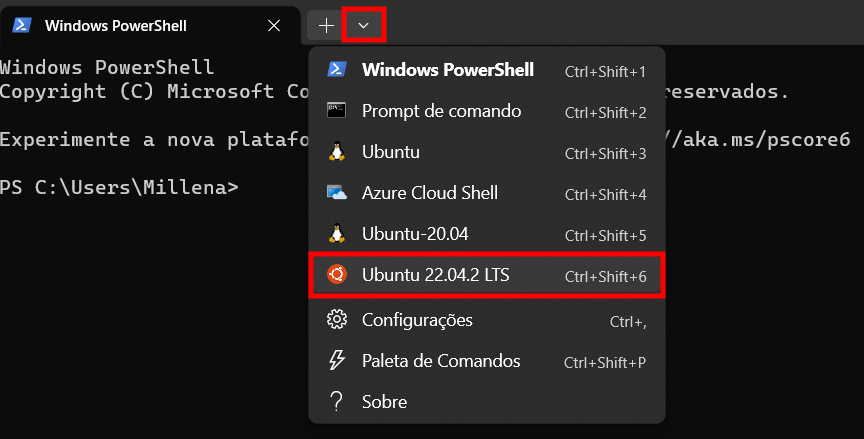 Windows PowerShell
Windows PowerShell
Copyright (C) Microsoft Co
reservados.
Experimente a nova platafo
//aka.ms/pscore6
PS C:\Users\Millena>
Windows PowerShell Ctrl+Shift+1
Prompt de comando Ctrl+Shift+2
Ubuntu Ctrl+Shift+3
Azure Cloud Shell Ctrl+Shift+4
Ubuntu-20.04 Ctrl+Shift+5
Ubuntu 22.04.2 LTS Ctrl+Shift+6
Configurações Ctrl+,
Paleta de Comandos Ctrl+Shift+P
Sobre